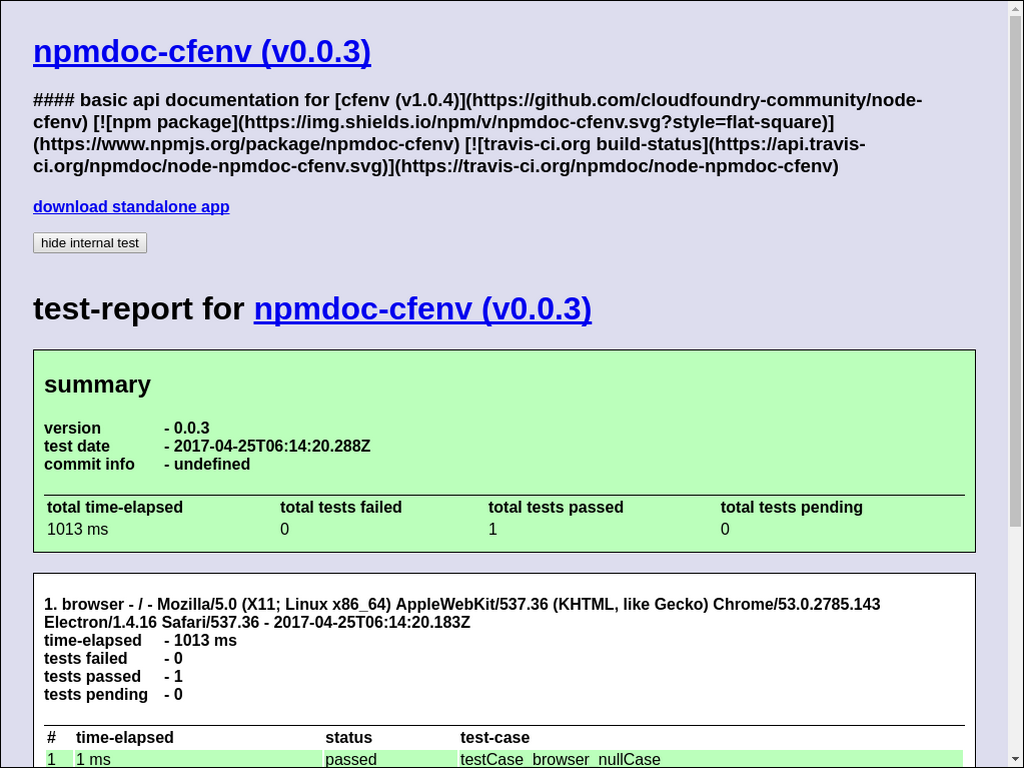 npmdoc-cfenv (v0.0.3)
#### basic api documentation for [cfenv (v1.0.4)](https://github.com/cloudfoundry-community/node-
cfenv) [![npm package](https://img.shields.io/npm/v/npmdoc-cfenv.svg?style=flat-square)]
(https://www.npmjs.org/package/npmdoc-cfenv) [![travis-ci.org build-status](https://api.travis-
ci.org/npmdoc/node-npmdoc-cfenv.svg)](https://travis-ci.org/npmdoc/node-npmdoc-cfenv)
download standalone app
hide internal test
test-report for npmdoc-cfenv (v0.0.3)
summary
version - 0.0.3
test date - 2017-04-25T06:14:20.288Z
commit info - undefined
total time-elapsed total tests failed total tests passed total tests pending
1013 ms 0 1 0
1. browser - / - Mozilla/5.0 (X11; Linux x86_64) AppleWebKit/537.36 (KHTML, like Gecko) Chrome/53.0.2785.143
Electron/1.4.16 Safari/537.36 - 2017-04-25T06:14:20.183Z
time-elapsed - 1013 ms
tests failed - 0
tests passed - 1
tests pending - 0
# time-elapsed status test-case
1 1 ms passed testCase_browser_nullCase